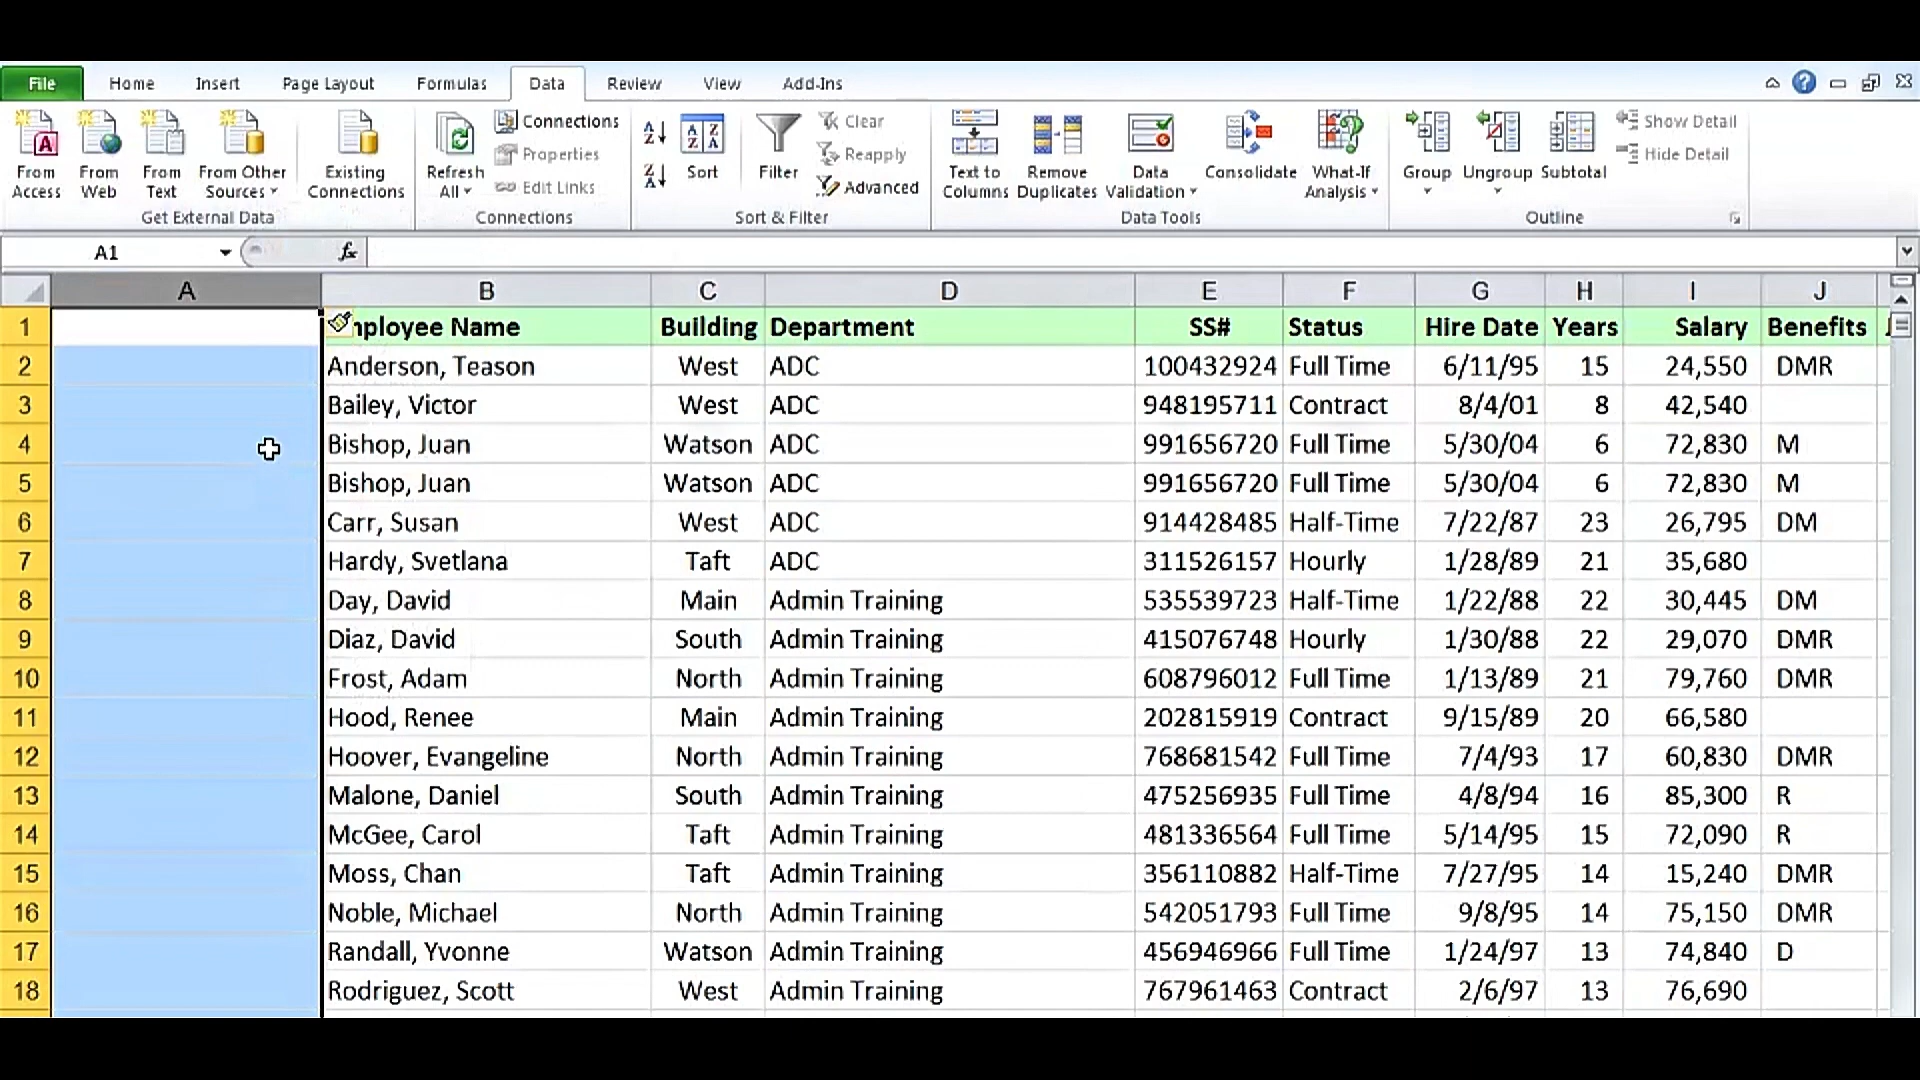 File Home Insert Page Layout Formulas Data Review View Add-Ins
From Access From Web From Text From Other Sources Existing Connections
Get External Data
Refresh All Connections Properties Edit Links
Connections
Sort Filter Clear Reapply Advanced
Sort & Filter
Text to Columns Remove Duplicates Data Validation Consolidate What-If Analysis
Data Tools
Group Ungroup Subtotal Show Detail Hide Detail
Outline
A1 fx
A B C D E F G H I J
1 Employee Name Building Department SS# Status Hire Date Years Salary Benefits
2 Anderson, Teason West ADC 100432924 Full Time 6/11/95 15 24,550 DMR
3 Bailey, Victor West ADC 948195711 Contract 8/4/01 8 42,540
4 Bishop, Juan Watson ADC 991656720 Full Time 5/30/04 6 72,830 M
5 Bishop, Juan Watson ADC 991656720 Full Time 5/30/04 6 72,830 M
6 Carr, Susan West ADC 914428485 Half-Time 7/22/87 23 26,795 DM
7 Hardy, Svetlana Taft ADC 311526157 Hourly 1/28/89 21 35,680
8 Day, David Main Admin Training 535539723 Half-Time 1/22/88 22 30,445 DM
9 Diaz, David South Admin Training 415076748 Hourly 1/30/88 22 29,070 DMR
10 Frost, Adam North Admin Training 608796012 Full Time 1/13/89 21 79,760 DMR
11 Hood, Renee Main Admin Training 202815919 Contract 9/15/89 20 66,580
12 Hoover, Evangeline North Admin Training 768681542 Full Time 7/4/93 17 60,830 DMR
13 Malone, Daniel South Admin Training 475256935 Full Time 4/8/94 16 85,300 R
14 McGee, Carol Taft Admin Training 481336564 Full Time 5/14/95 15 72,090 R
15 Moss, Chan Taft Admin Training 356110882 Half-Time 7/27/95 14 15,240 DMR
16 Noble, Michael North Admin Training 542051793 Full Time 9/8/95 14 75,150 DMR
17 Randall, Yvonne Watson Admin Training 456946966 Full Time 1/24/97 13 74,840 D
18 Rodriguez, Scott West Admin Training 767961463 Contract 2/6/97 13 76,690